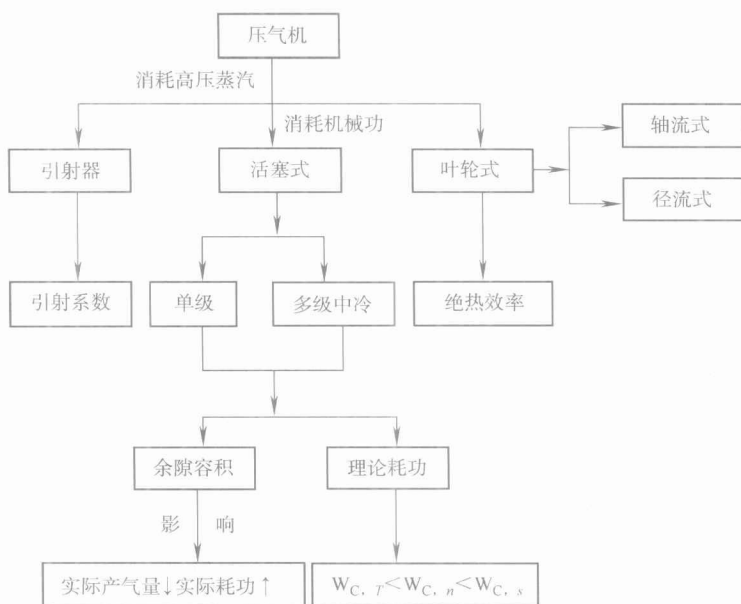 压气机
消耗高压蒸汽
消耗机械功
轴流式
引射器
活塞式
叶轮式
径流式
引射系数
单级
多级中冷
绝热效率
余隙容积
理论耗功
影 响
实际产气量↓实际耗功↑
W_C, T<W_C, n<W_C, s